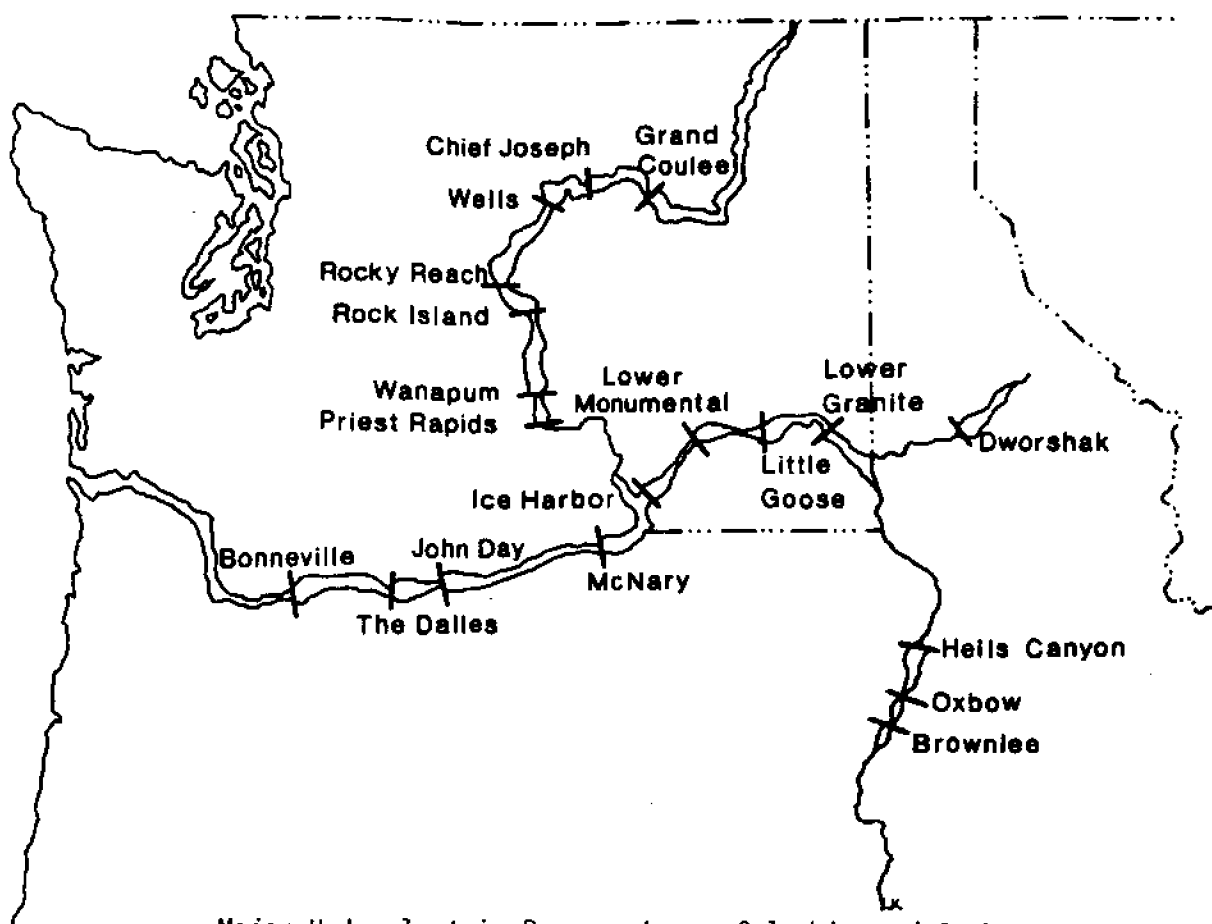 Grand
Coulee
Chief Joseph
Wells
Rocky Reach
Rock Island
Wanapum
Priest Rapids
Lower
Monumental
Lower
Granite
Dworshak
Little
Goose
Ice Harbor
Bonneville
John Day
McNary
The Dalles
Hells Canyon
Oxbow
Brownlee